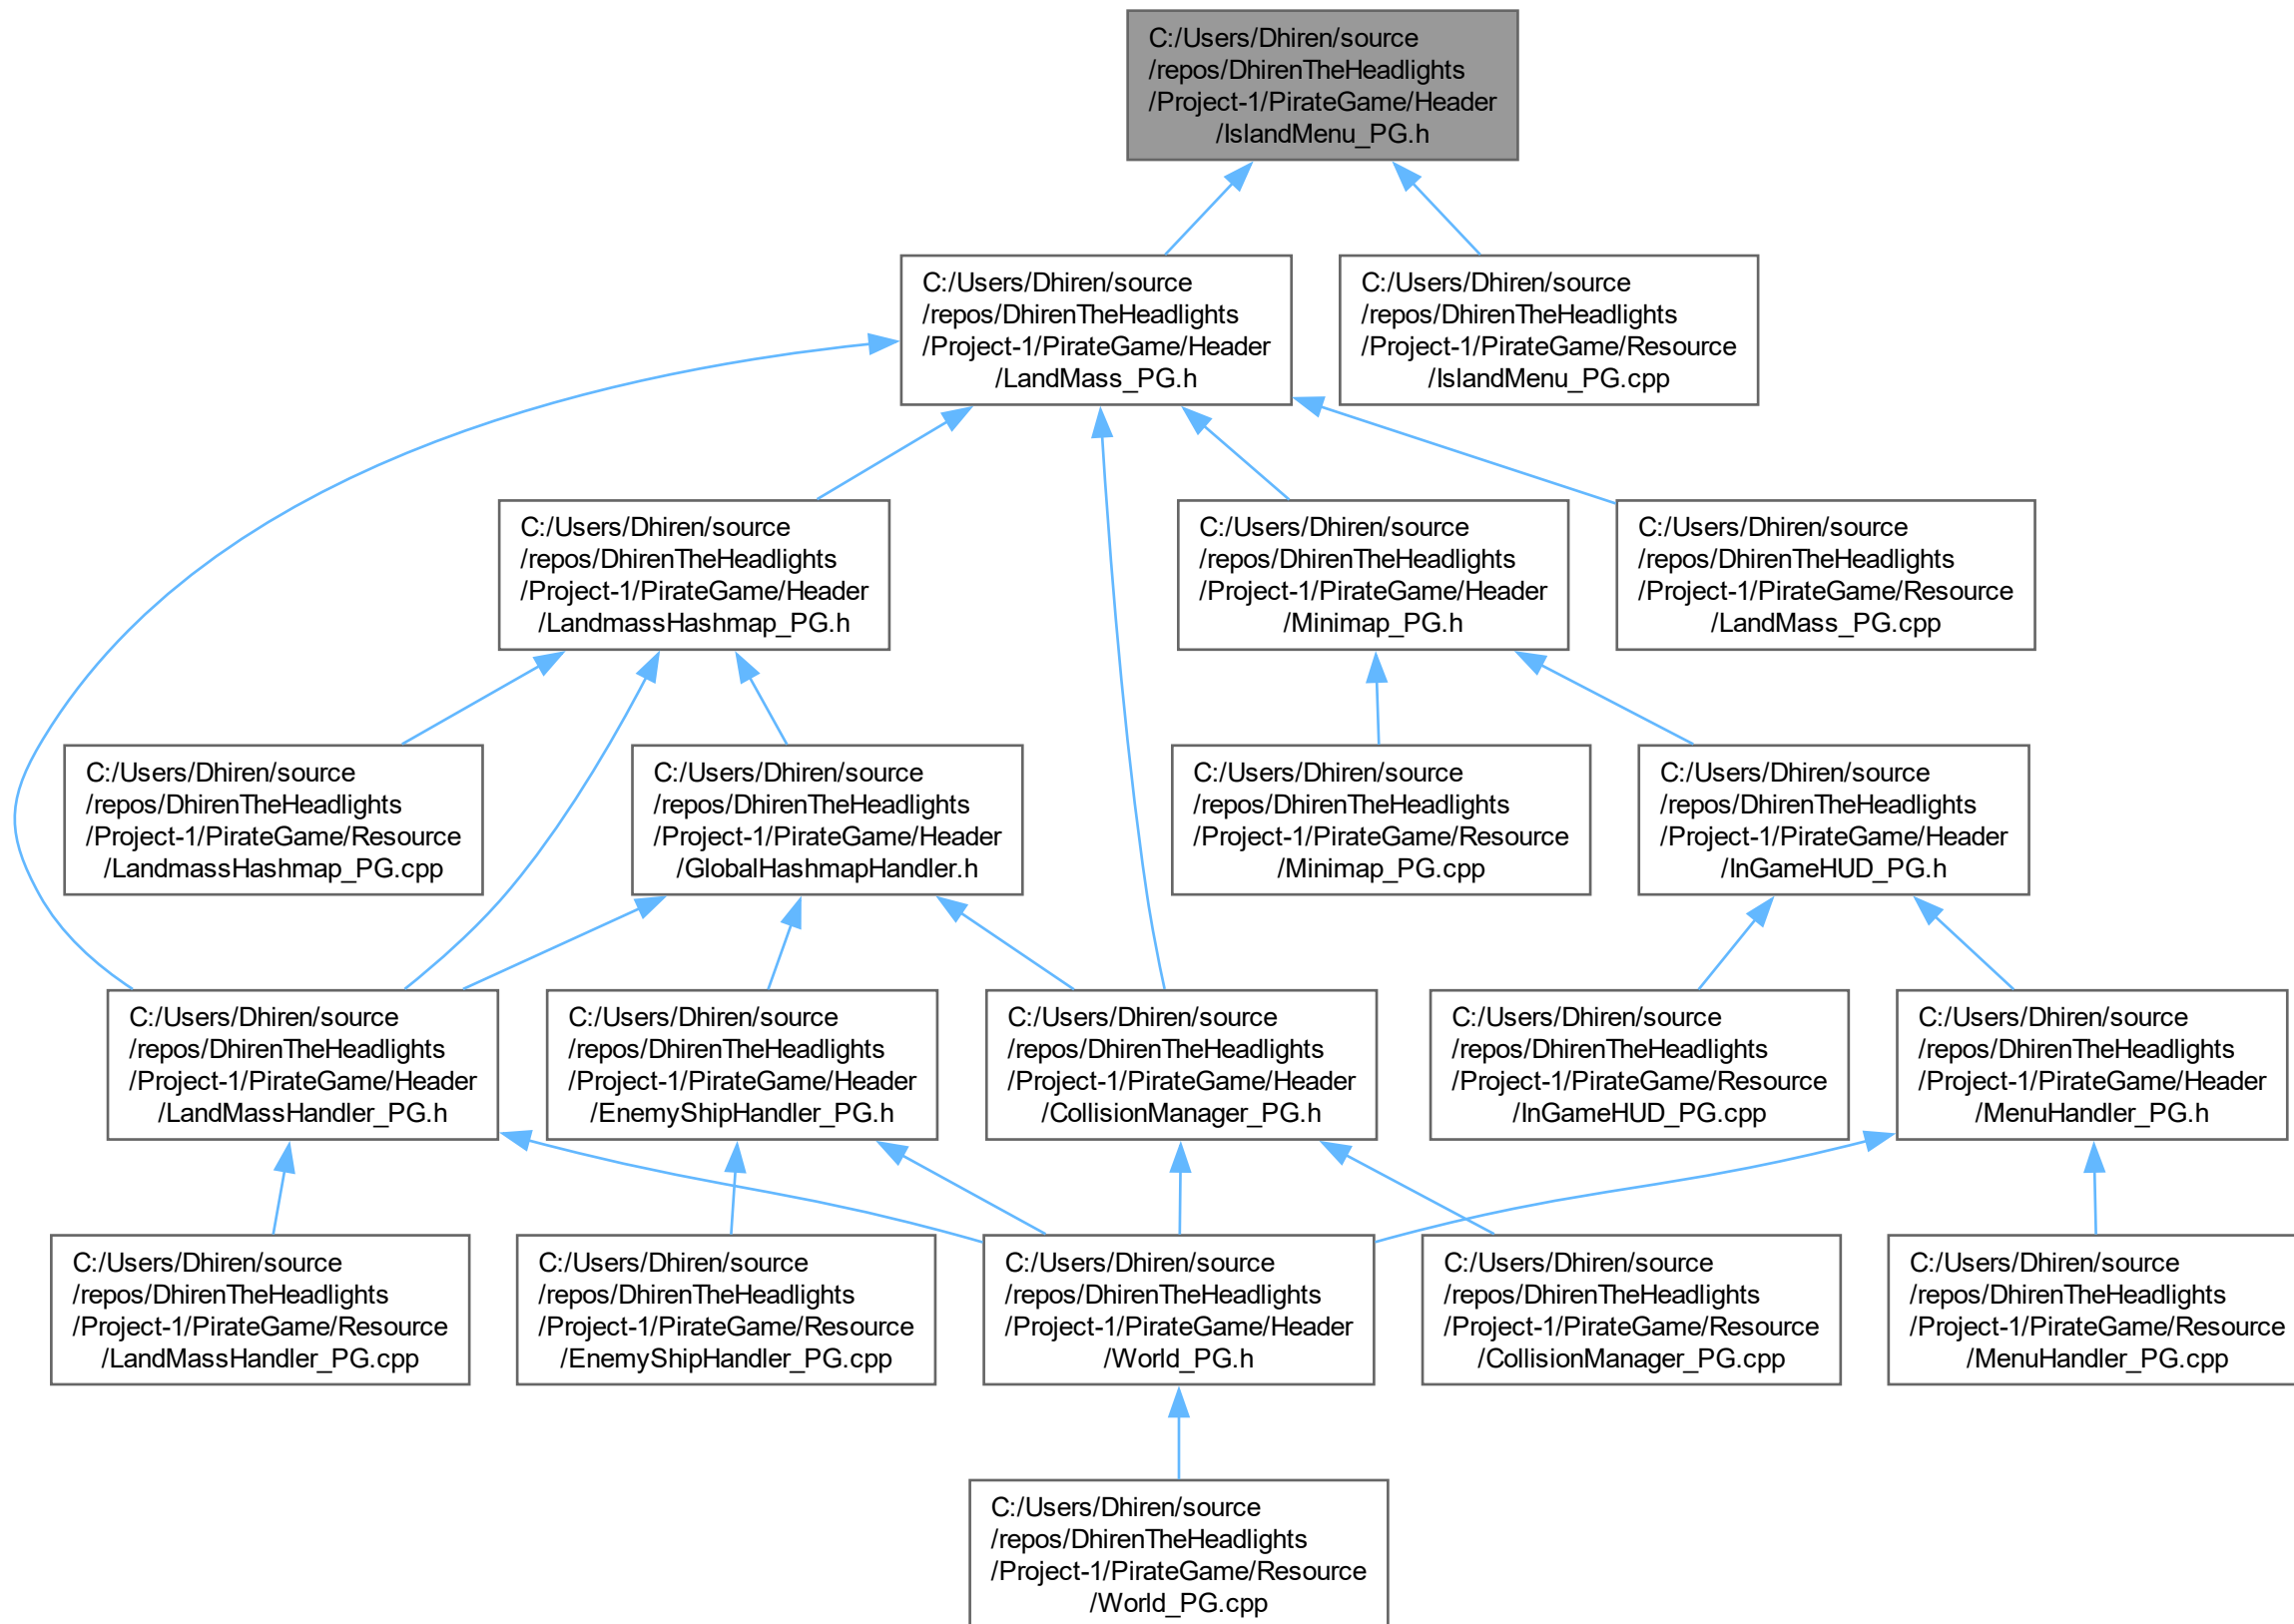 C:/Users/Dhiren/source
/repos/DhirenTheHeadlights
/Project-1/PirateGame/Header
/IslandMenu_PG.h
C:/Users/Dhiren/source
/repos/DhirenTheHeadlights
/Project-1/PirateGame/Header
/LandMass_PG.h
C:/Users/Dhiren/source
/repos/DhirenTheHeadlights
/Project-1/PirateGame/Resource
/IslandMenu_PG.cpp
C:/Users/Dhiren/source
/repos/DhirenTheHeadlights
/Project-1/PirateGame/Header
/LandmassHashmap_PG.h
C:/Users/Dhiren/source
/repos/DhirenTheHeadlights
/Project-1/PirateGame/Header
/Minimap_PG.h
C:/Users/Dhiren/source
/repos/DhirenTheHeadlights
/Project-1/PirateGame/Resource
/LandMass_PG.cpp
C:/Users/Dhiren/source
/repos/DhirenTheHeadlights
/Project-1/PirateGame/Resource
/LandmassHashmap_PG.cpp
C:/Users/Dhiren/source
/repos/DhirenTheHeadlights
/Project-1/PirateGame/Header
/GlobalHashmapHandler.h
C:/Users/Dhiren/source
/repos/DhirenTheHeadlights
/Project-1/PirateGame/Resource
/Minimap_PG.cpp
C:/Users/Dhiren/source
/repos/DhirenTheHeadlights
/Project-1/PirateGame/Header
/InGameHUD_PG.h
C:/Users/Dhiren/source
/repos/DhirenTheHeadlights
/Project-1/PirateGame/Header
/LandMassHandler_PG.h
C:/Users/Dhiren/source
/repos/DhirenTheHeadlights
/Project-1/PirateGame/Header
/EnemyShipHandler_PG.h
C:/Users/Dhiren/source
/repos/DhirenTheHeadlights
/Project-1/PirateGame/Header
/CollisionManager_PG.h
C:/Users/Dhiren/source
/repos/DhirenTheHeadlights
/Project-1/PirateGame/Resource
/InGameHUD_PG.cpp
C:/Users/Dhiren/source
/repos/DhirenTheHeadlights
/Project-1/PirateGame/Header
/MenuHandler_PG.h
C:/Users/Dhiren/source
/repos/DhirenTheHeadlights
/Project-1/PirateGame/Resource
/LandMassHandler_PG.cpp
C:/Users/Dhiren/source
/repos/DhirenTheHeadlights
/Project-1/PirateGame/Resource
/EnemyShipHandler_PG.cpp
C:/Users/Dhiren/source
/repos/DhirenTheHeadlights
/Project-1/PirateGame/Header
/World_PG.h
C:/Users/Dhiren/source
/repos/DhirenTheHeadlights
/Project-1/PirateGame/Resource
/CollisionManager_PG.cpp
C:/Users/Dhiren/source
/repos/DhirenTheHeadlights
/Project-1/PirateGame/Resource
/MenuHandler_PG.cpp
C:/Users/Dhiren/source
/repos/DhirenTheHeadlights
/Project-1/PirateGame/Resource
/World_PG.cpp